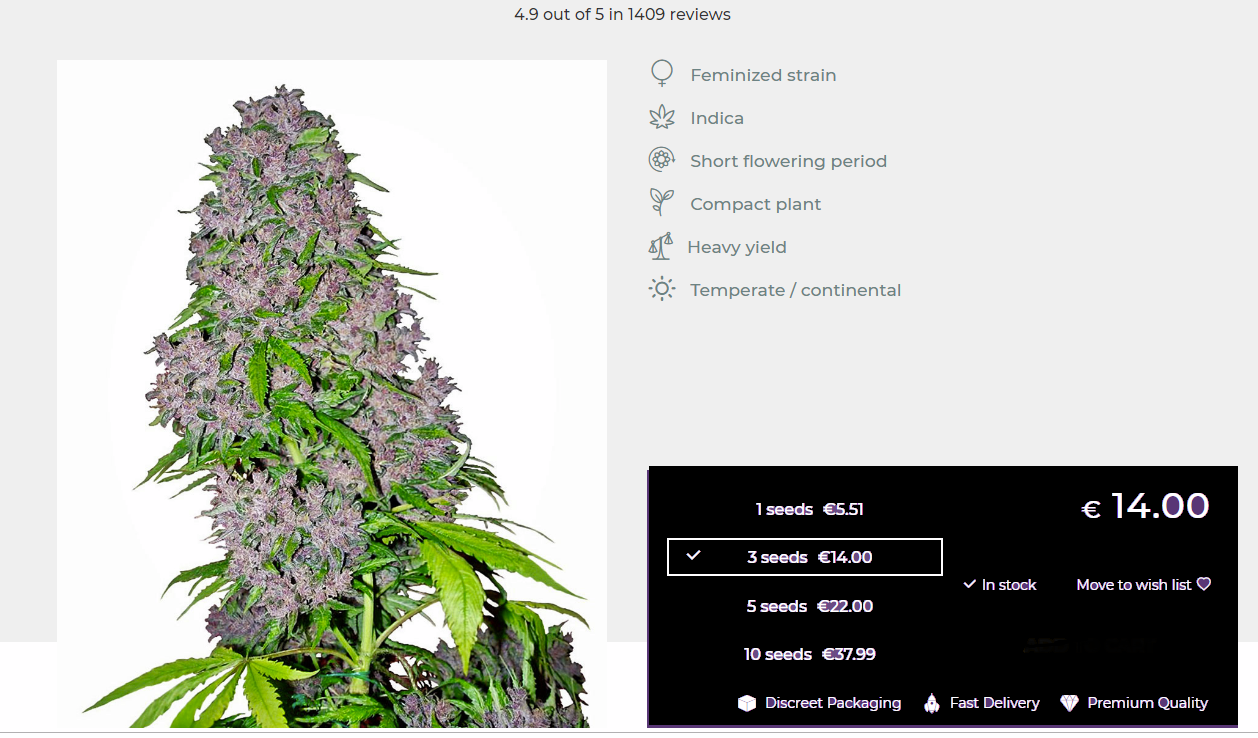 4.9 out of 5 in 1409 reviews
Feminized strain
Indica
Short flowering period
Compact plant
Heavy yield
Temperate / continental
1 seeds €5.51
3 seeds €14.00
5 seeds €22.00
10 seeds €37.99
€ 14.00
In stock
Move to wish list
Discreet Packaging
Fast Delivery
Premium Quality